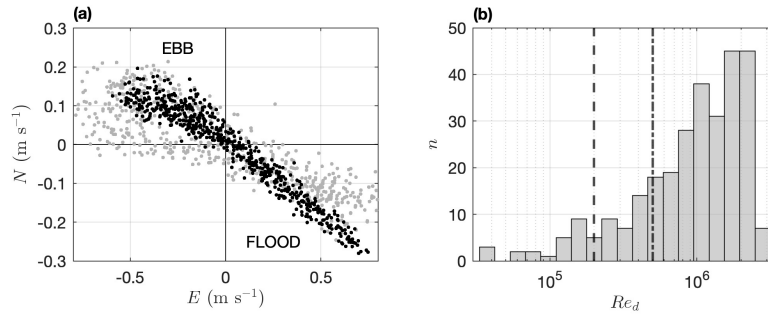 (a)
0.3
0.2
0.1
0
-0.1
-0.2
-0.3
N (m s⁻¹)
EBB
FLOOD
-0.5
0
0.5
E (m s⁻¹)
(b)
50
40
30
20
10
0
n
10⁵
10⁶
Re_d